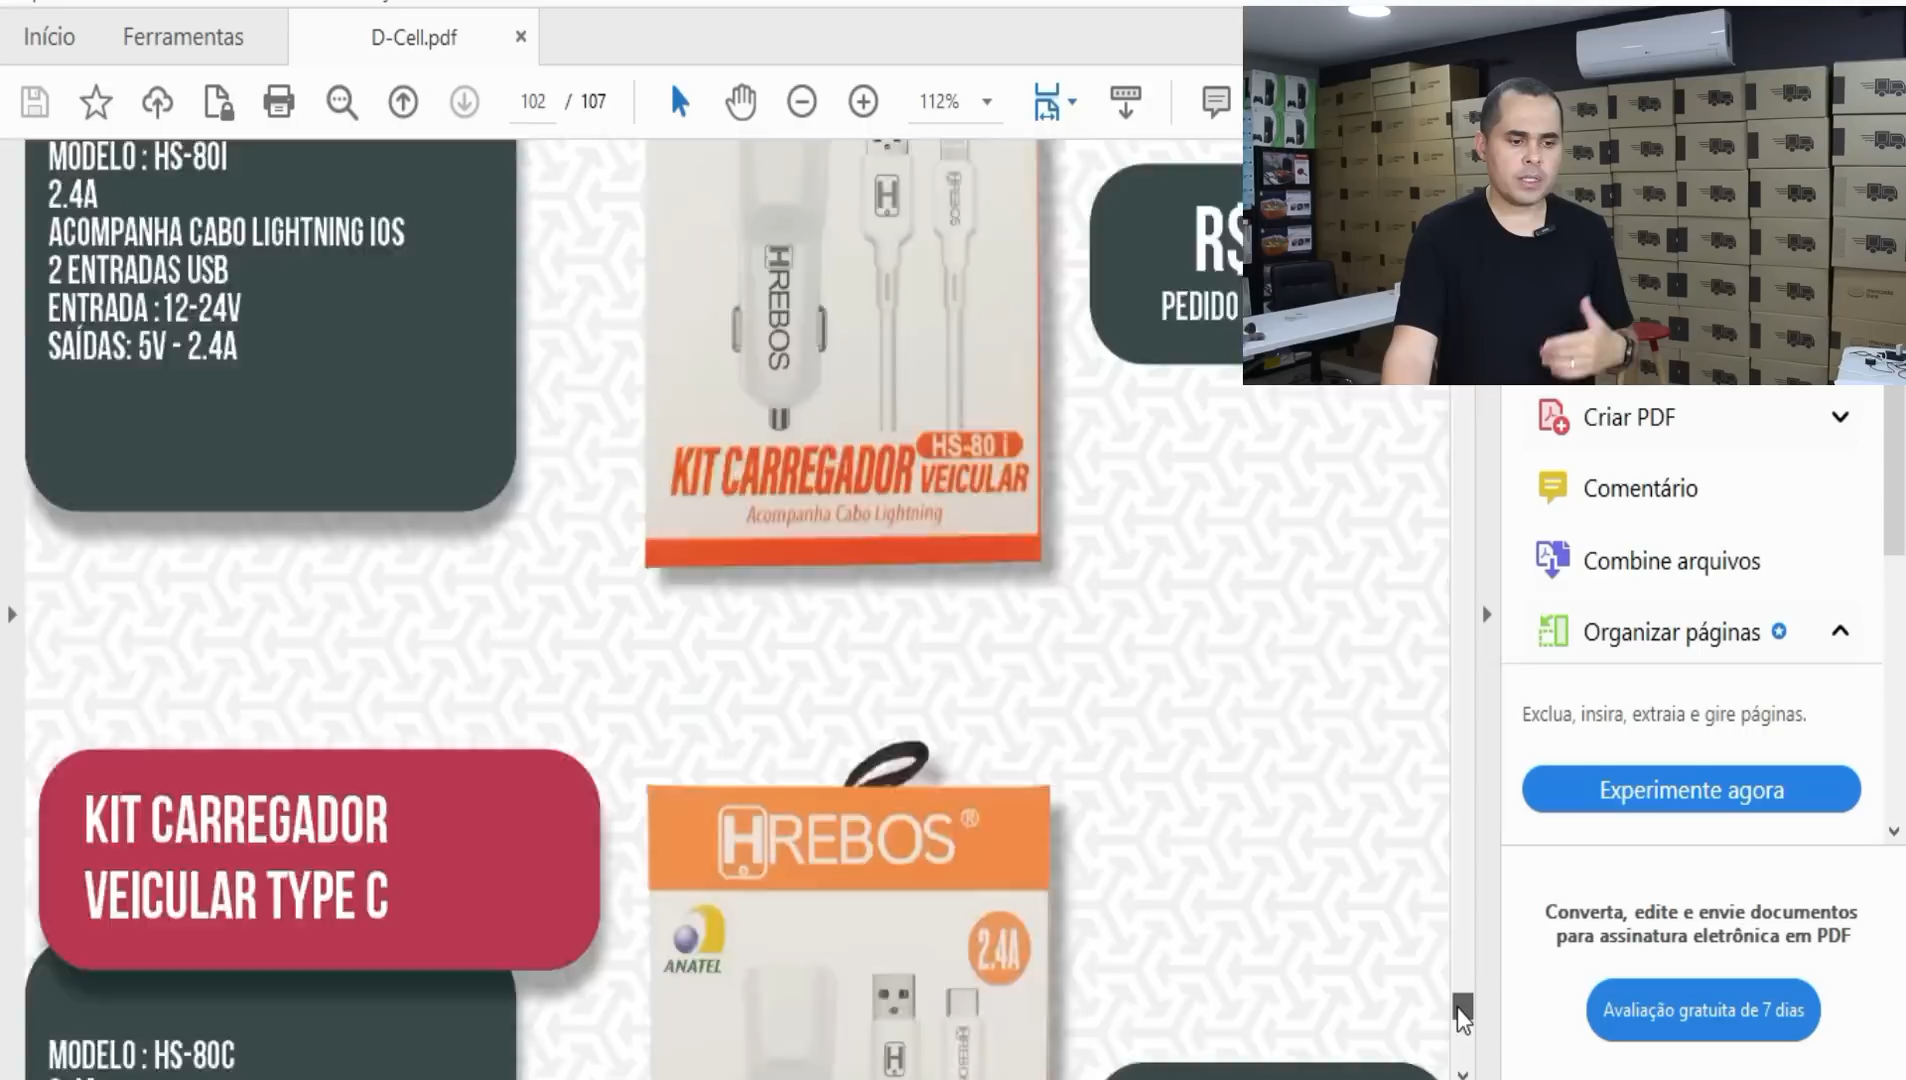 Início
Ferramentas
D-Cell.pdf
102 / 107
112%
MODELO : HS-80I
2.4A
ACOMPANHA CABO LIGHTNING IOS
2 ENTRADAS USB
ENTRADA :12-24V
SAÍDAS: 5V - 2.4A
HREBOS
H
HREBOS
HS-80 i
KIT CARREGADOR VEICULAR
Acompanha Cabo Lightning
R$
PEDIDO
KIT CARREGADOR
VEICULAR TYPE C
HREBOS®
ANATEL
2.4A
H
HREBOS
MODELO : HS-80C
Criar PDF
Comentário
Combine arquivos
Organizar páginas
Exclua, insira, extraia e gire páginas.
Experimente agora
Converta, edite e envie documentos
para assinatura eletrônica em PDF
Avaliação gratuita de 7 dias